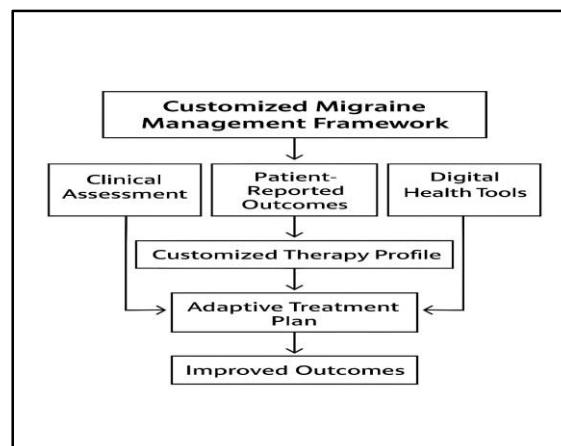 Customized Migraine
Management Framework
Clinical
Assessment
Patient-
Reported
Outcomes
Digital
Health Tools
Customized Therapy Profile
Adaptive Treatment
Plan
Improved Outcomes